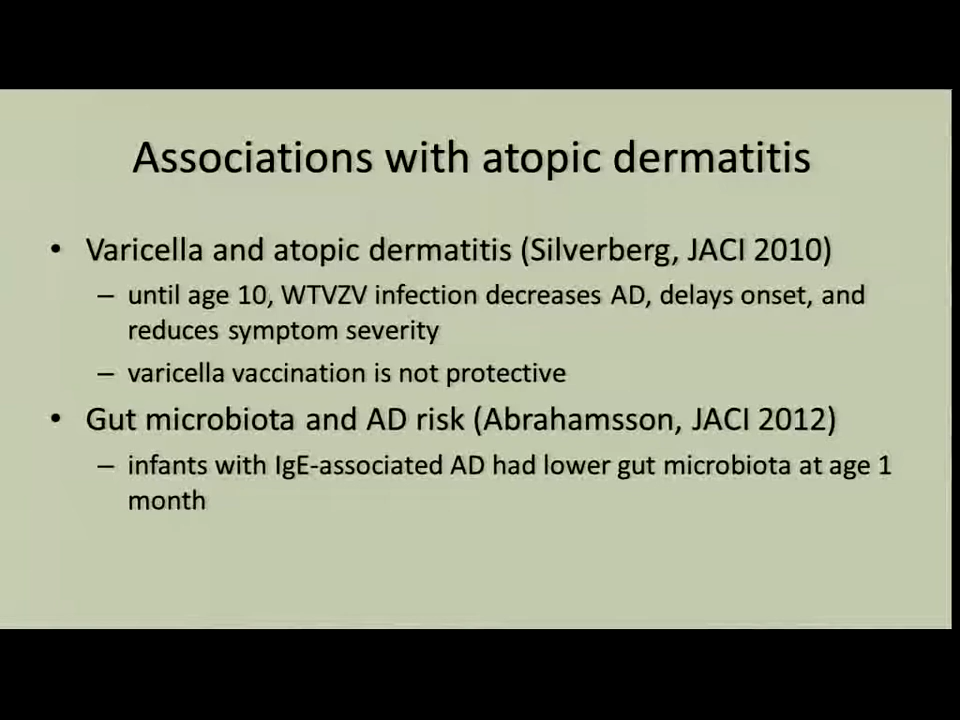 Associations with atopic dermatitis
• Varicella and atopic dermatitis (Silverberg, JACI 2010)
– until age 10, WTVZV infection decreases AD, delays onset, and
reduces symptom severity
– varicella vaccination is not protective
• Gut microbiota and AD risk (Abrahamsson, JACI 2012)
– infants with IgE-associated AD had lower gut microbiota at age 1
month